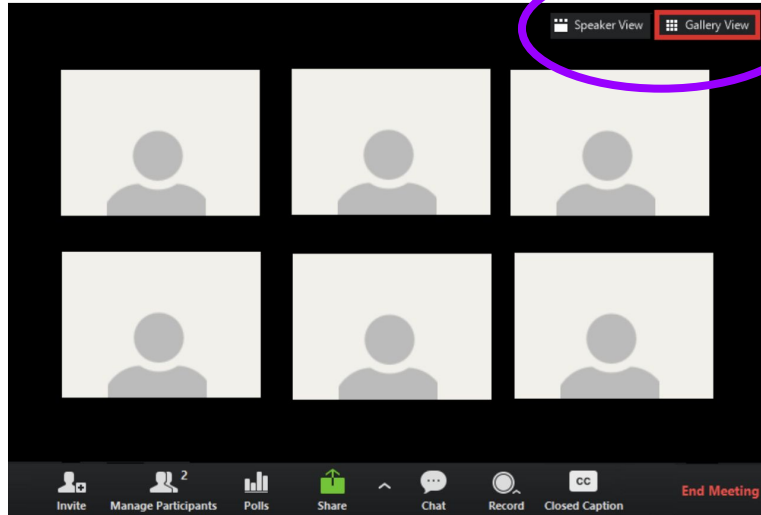 Speaker View Gallery View
2
Invite Manage Participants Polls Share Chat Record CC Closed Caption End Meeting